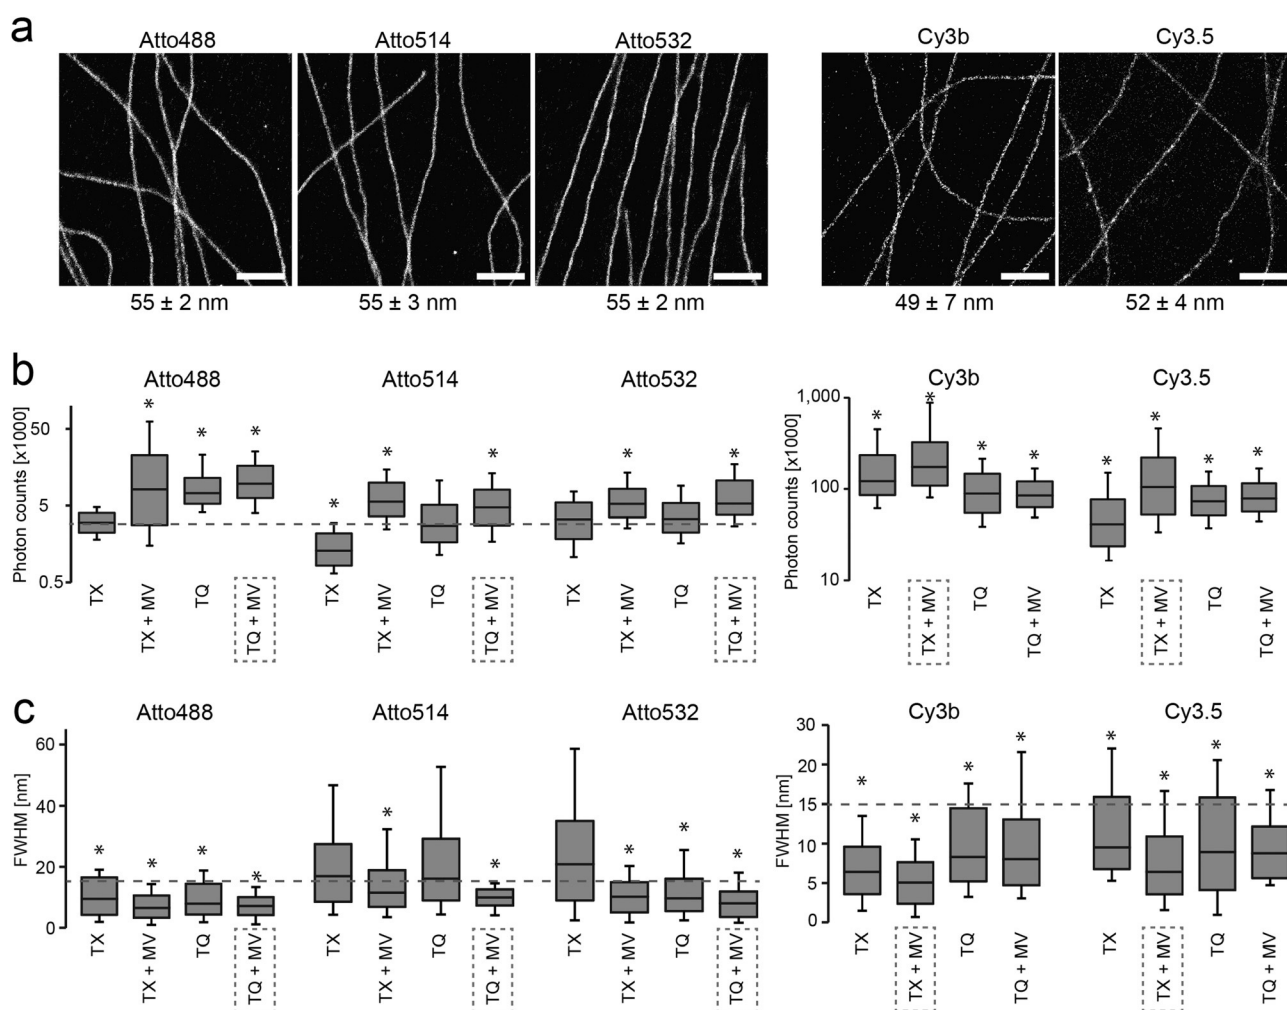 a
Atto488 Atto514 Atto532 Cy3b Cy3.5
55 ± 2 nm 55 ± 3 nm 55 ± 2 nm 49 ± 7 nm 52 ± 4 nm
b
Atto488 Atto514 Atto532 Cy3b Cy3.5
Photon counts [x1000]
50
5
0.5
* * * * * * * *
TX TX + MV TQ TQ + MV TX TX + MV TQ TQ + MV TX TX + MV TQ TQ + MV
Photon counts [x1000]
1,000
100
10
* * * * * * * *
TX TX + MV TQ TQ + MV TX TX + MV TQ TQ + MV
c
Atto488 Atto514 Atto532 Cy3b Cy3.5
FWHM [nm]
60
40
20
0
* * * * * * * * *
TX TX + MV TQ TQ + MV TX TX + MV TQ TQ + MV TX TX + MV TQ TQ + MV
FWHM [nm]
30
30
15
10
5
0
* * * * * * * *
TX TX + MV TQ TQ + MV TX TX + MV TQ TQ + MV